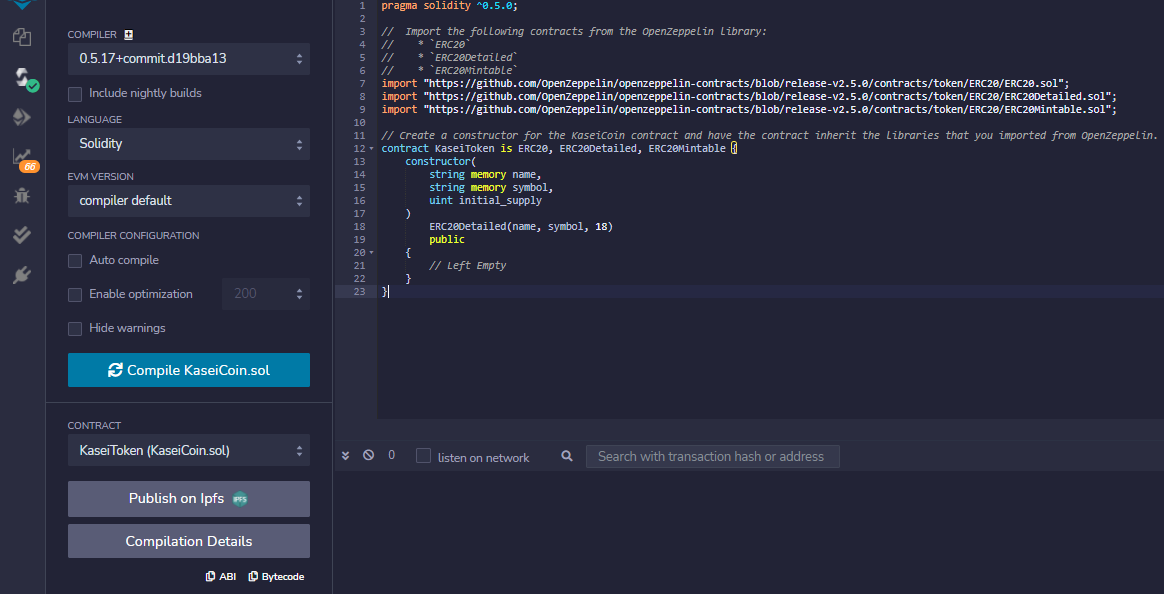 COMPILER
0.5.17+commit.d19bba13
Include nightly builds
LANGUAGE
Solidity
EVM VERSION
compiler default
COMPILER CONFIGURATION
Auto compile
Enable optimization 200
Hide warnings
Compile KaseiCoin.sol
CONTRACT
KaseiToken (KaseiCoin.sol)
Publish on Ipfs IPFS
Compilation Details
ABI Bytecode
66
1 pragma solidity ^0.5.0;
2
3 //  Import the following contracts from the OpenZeppelin library:
4 //    * `ERC20`
5 //    * `ERC20Detailed`
6 //    * `ERC20Mintable`
7 import "https://github.com/OpenZeppelin/openzeppelin-contracts/blob/release-v2.5.0/contracts/token/ERC20/ERC20.sol";
8 import "https://github.com/OpenZeppelin/openzeppelin-contracts/blob/release-v2.5.0/contracts/token/ERC20/ERC20Detailed.sol";
9 import "https://github.com/OpenZeppelin/openzeppelin-contracts/blob/release-v2.5.0/contracts/token/ERC20/ERC20Mintable.sol";
10
11 // Create a constructor for the KaseiCoin contract and have the contract inherit the libraries that you imported from OpenZeppelin.
12 contract KaseiToken is ERC20, ERC20Detailed, ERC20Mintable {
13     constructor(
14         string memory name,
15         string memory symbol,
16         uint initial_supply
17     )
18         ERC20Detailed(name, symbol, 18)
19         public
20     {
21         // Left Empty
22     }
23 }
0 listen on network Search with transaction hash or address